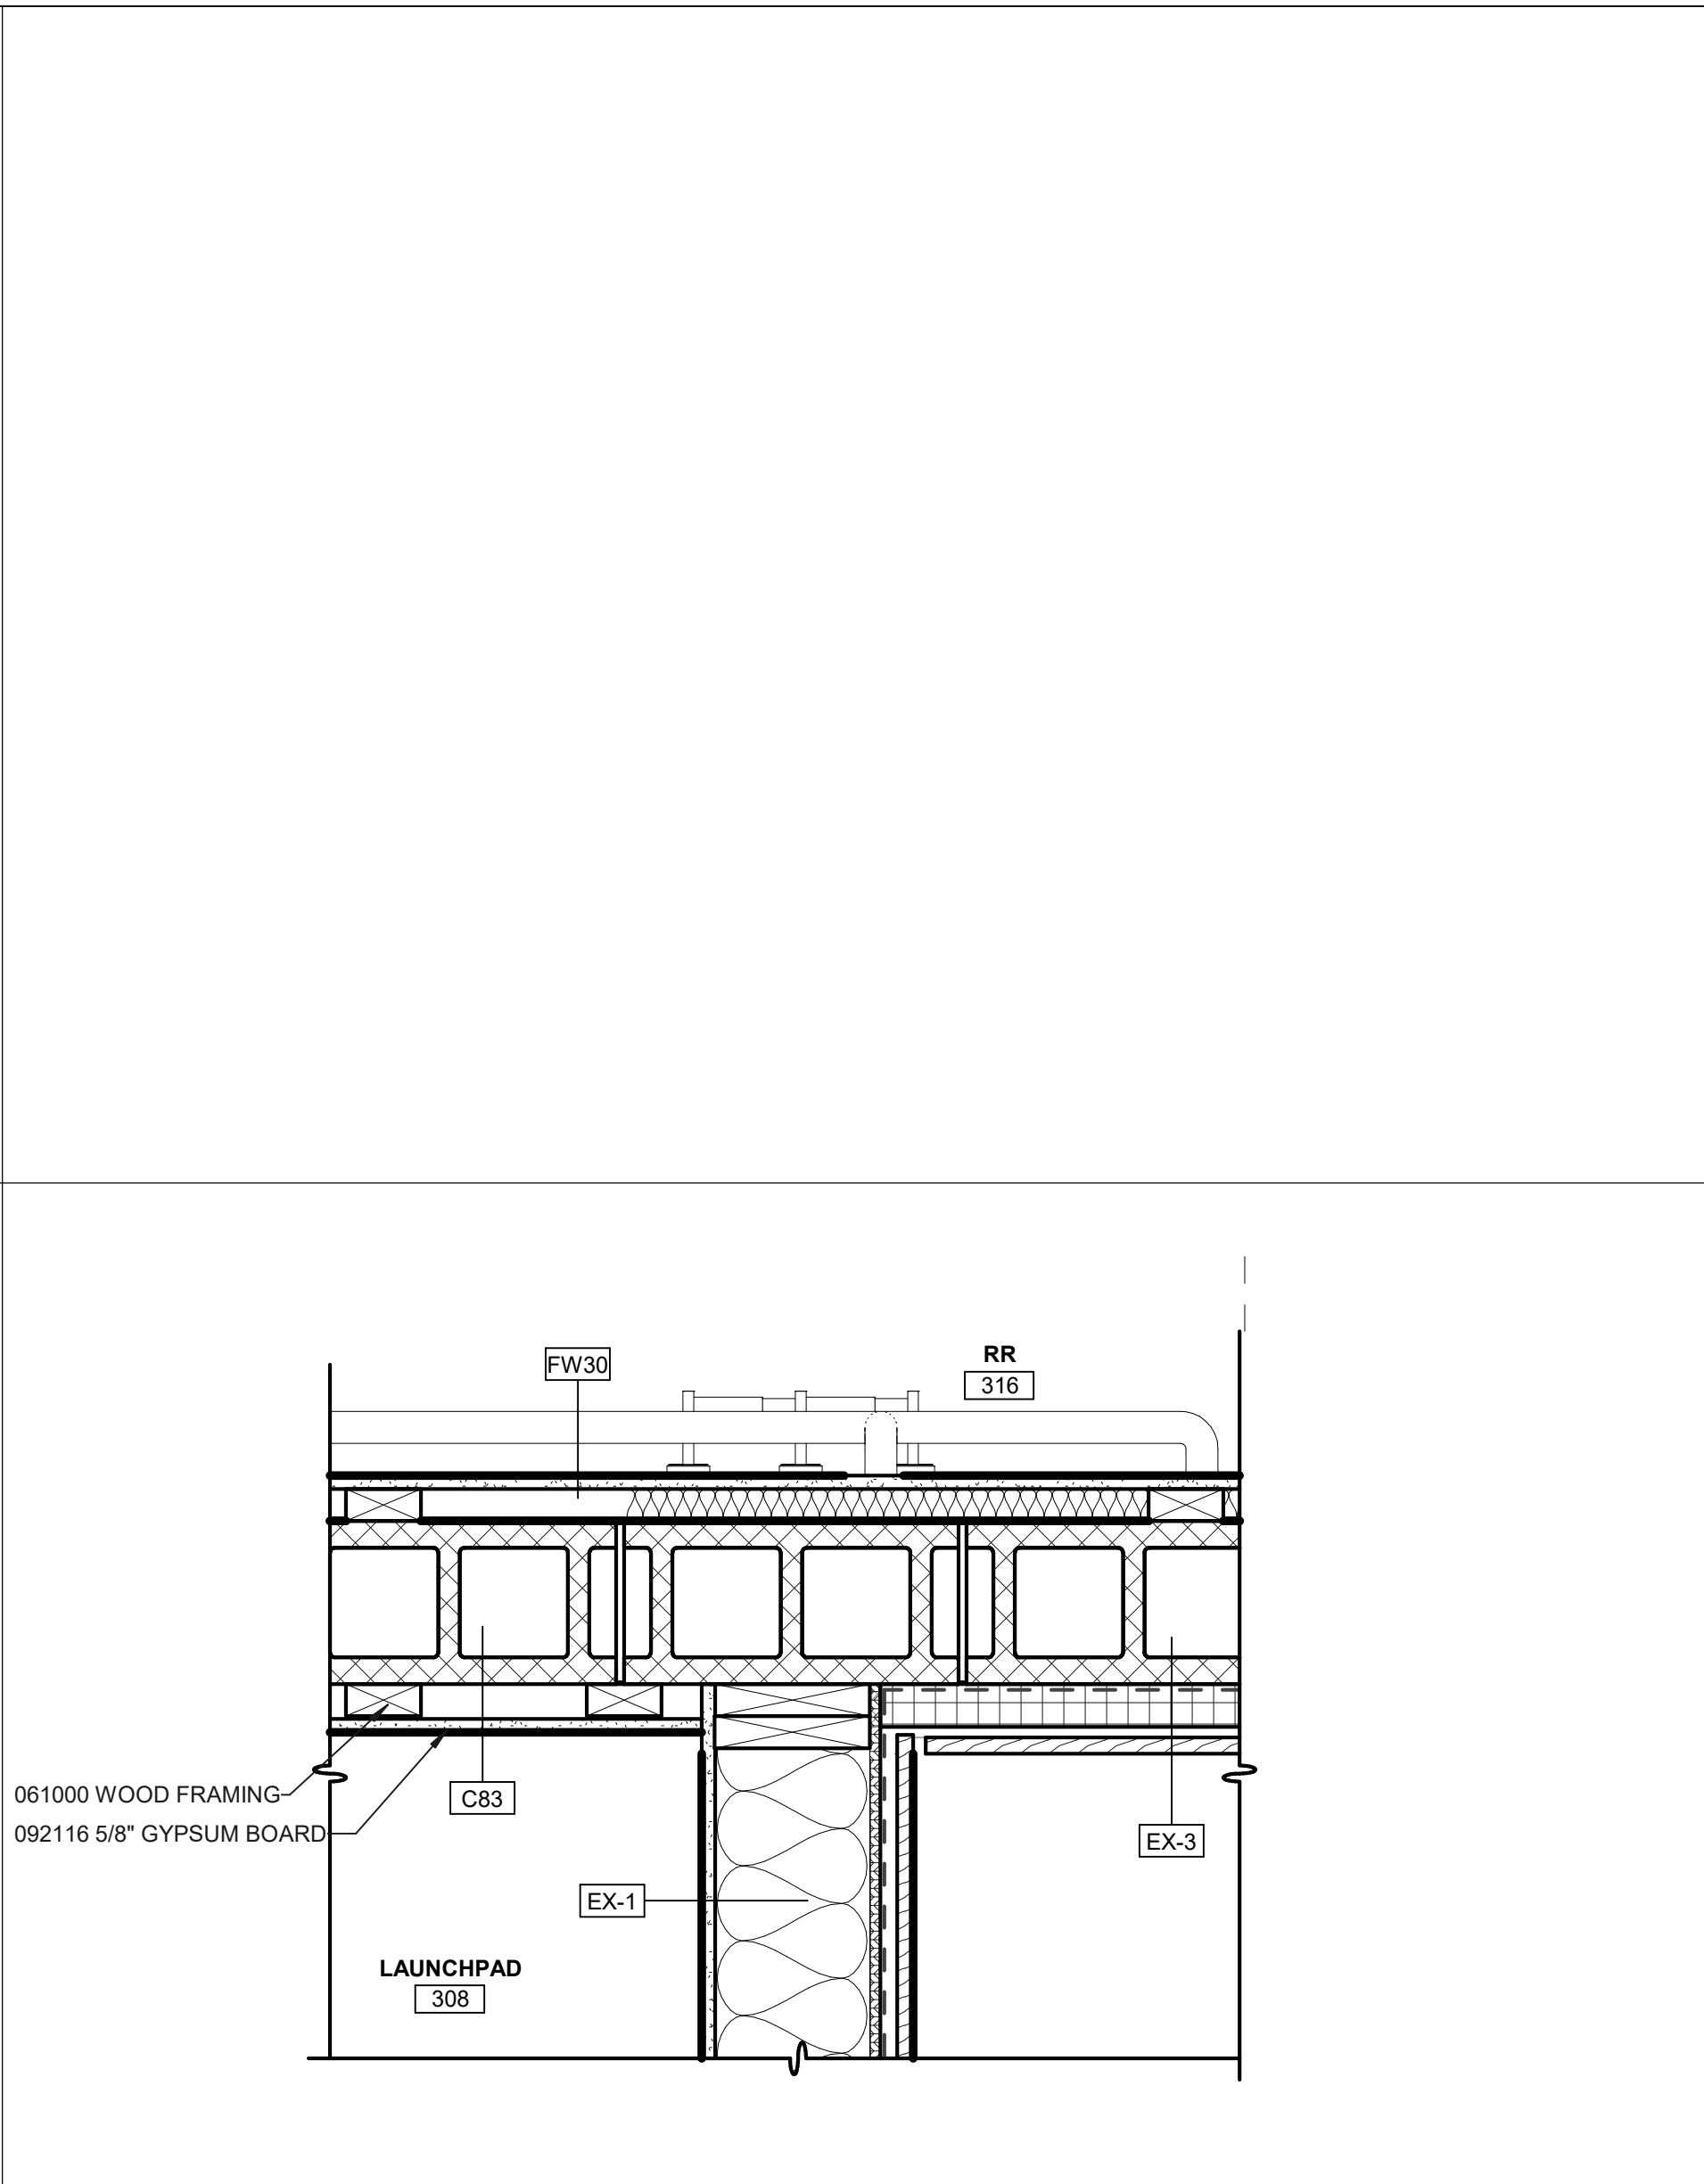 RR
316
FW30
061000 WOOD FRAMING
092116 5/8" GYPSUM BOARD
C83
EX-3
EX-1
LAUNCHPAD
308